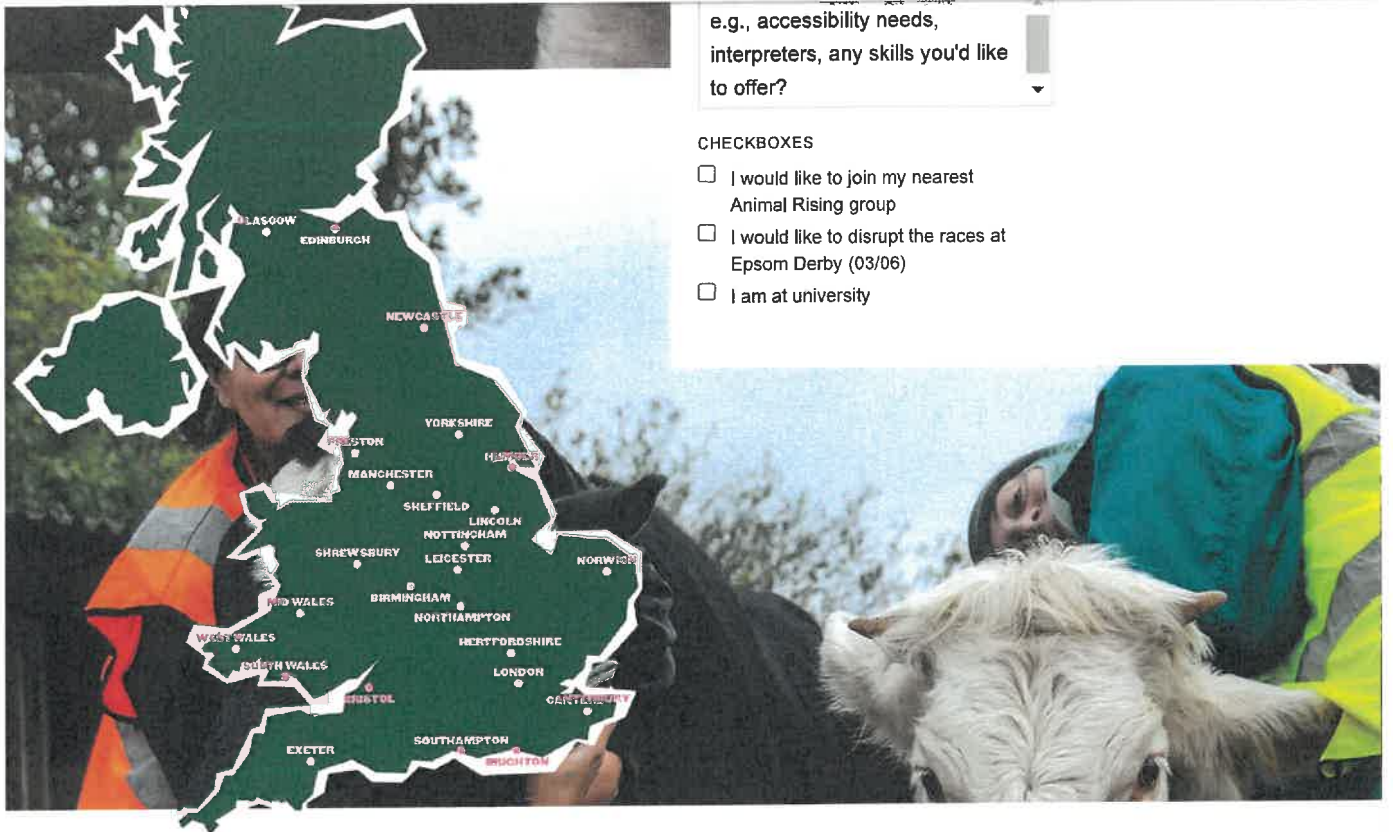 e.g., accessibility needs,
interpreters, any skills you'd like
to offer?
CHECKBOXES
I would like to join my nearest
Animal Rising group
I would like to disrupt the races at
Epsom Derby (03/06)
I am at university
GLASGOW
EDINBURGH
NEWCASTLE
YORKSHIRE
PRESTON
MANCHESTER
SHEFFIELD
LINCOLN
NOTTINGHAM
SHREWSBURY
LEICESTER
NORWICH
BIRMINGHAM
MID WALES
NORTHAMPTON
WEST WALES
HERTFORDSHIRE
SOUTH WALES
LONDON
BRISTOL
CANTERBURY
SOUTHAMPTON
EXETER
BRIGHTON